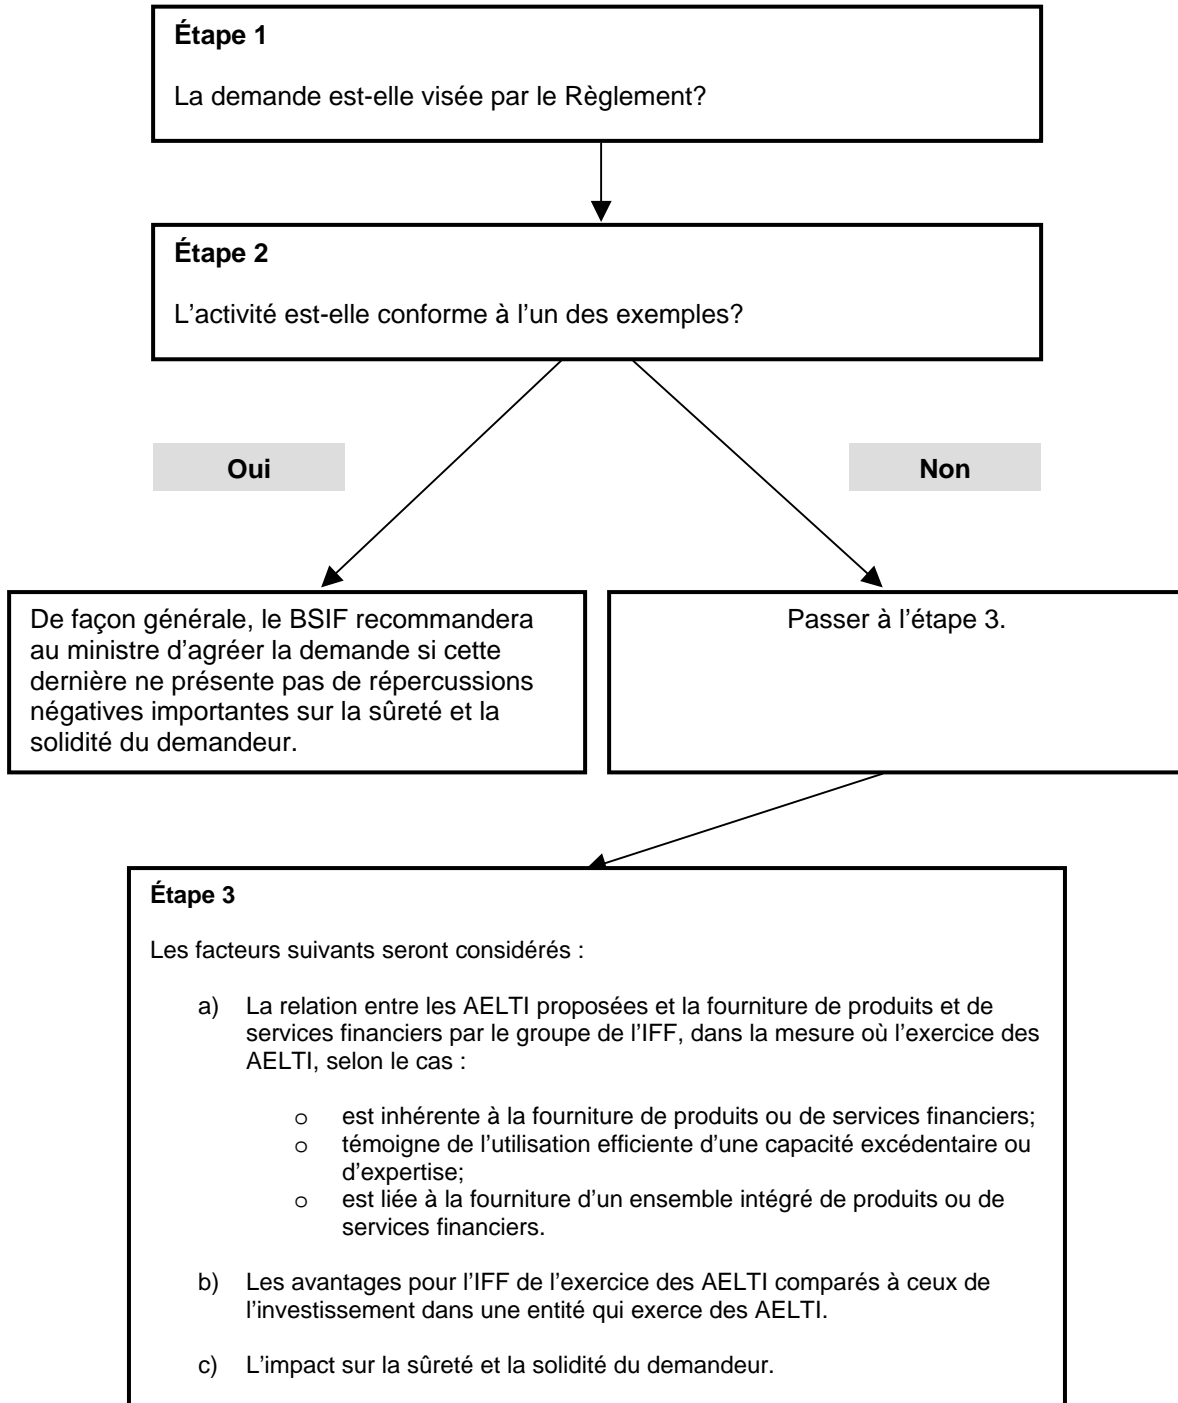 Étape 1
La demande est-elle visée par le Règlement?
Étape 2
L'activité est-elle conforme à l'un des exemples?
Oui
Non
De façon générale, le BSIF recommandera
au ministre d'agréer la demande si cette
dernière ne présente pas de répercussions
négatives importantes sur la sûreté et la
solidité du demandeur.
Passer à l'étape 3.
Étape 3
Les facteurs suivants seront considérés :
a) La relation entre les AELTI proposées et la fourniture de produits et de
services financiers par le groupe de l'IFF, dans la mesure où l'exercice des
AELTI, selon le cas :
o est inhérente à la fourniture de produits ou de services financiers;
o témoigne de l'utilisation efficiente d'une capacité excédentaire ou
d'expertise;
o est liée à la fourniture d'un ensemble intégré de produits ou de
services financiers.
b) Les avantages pour l'IFF de l'exercice des AELTI comparés à ceux de
l'investissement dans une entité qui exerce des AELTI.
c) L'impact sur la sûreté et la solidité du demandeur.